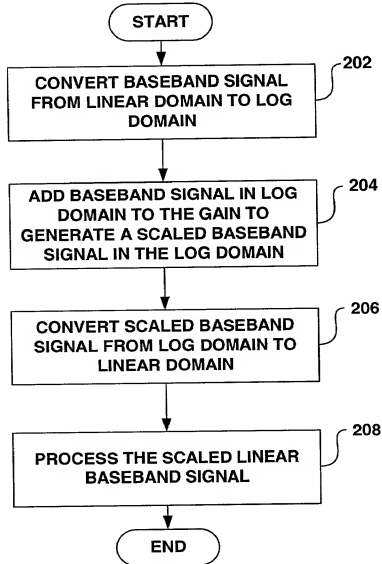 START
202
CONVERT BASEBAND SIGNAL
FROM LINEAR DOMAIN TO LOG
DOMAIN
204
ADD BASEBAND SIGNAL IN LOG
DOMAIN TO THE GAIN TO
GENERATE A SCALED BASEBAND
SIGNAL IN THE LOG DOMAIN
206
CONVERT SCALED BASEBAND
SIGNAL FROM LOG DOMAIN TO
LINEAR DOMAIN
208
PROCESS THE SCALED LINEAR
BASEBAND SIGNAL
END